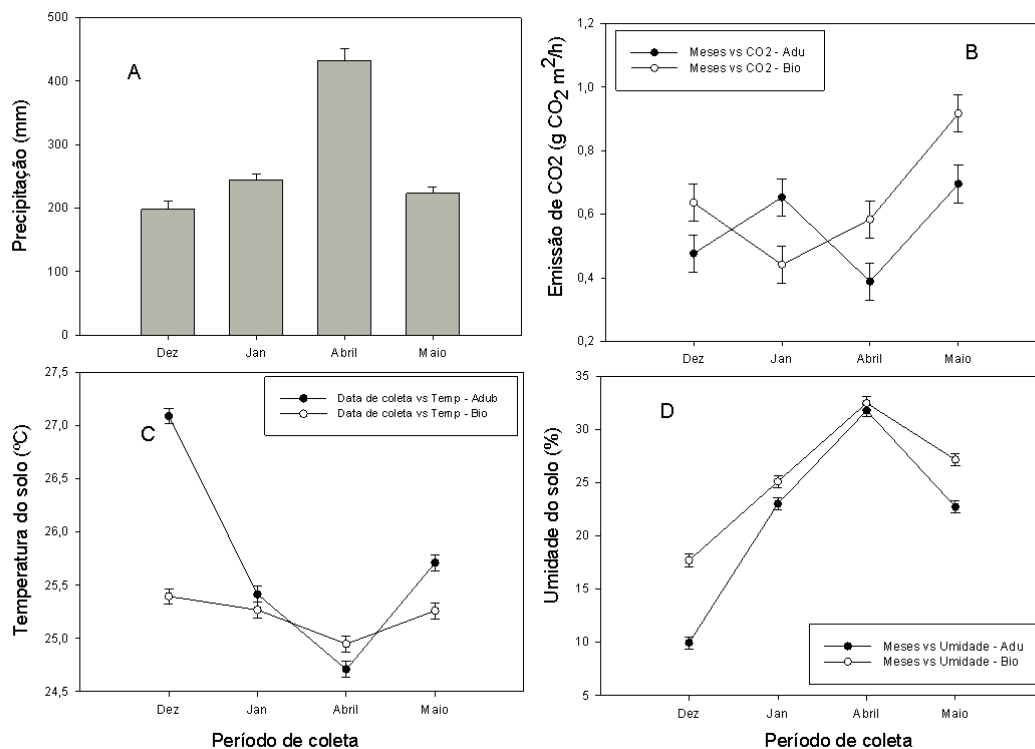 A
Precipitação (mm)
500
400
300
200
100
0
Dez
Jan
Abril
Maio
B
Meses vs CO2 - Adu
Meses vs CO2 - Bio
Emissão de CO2 (g CO2 m2/h)
1,2
1,0
0,8
0,6
0,4
0,2
Dez
Jan
Abril
Maio
C
Data de coleta vs Temp - Adub
Data de coleta vs Temp - Bio
Temperatura do solo (ºC)
27,5
27,0
26,5
26,0
25,5
25,0
24,5
Dez
Jan
Abril
Maio
Período de coleta
D
Umidade do solo (%)
35
30
25
20
15
10
5
Meses vs Umidade - Adu
Meses vs Umidade - Bio
Dez
Jan
Abril
Maio
Período de coleta